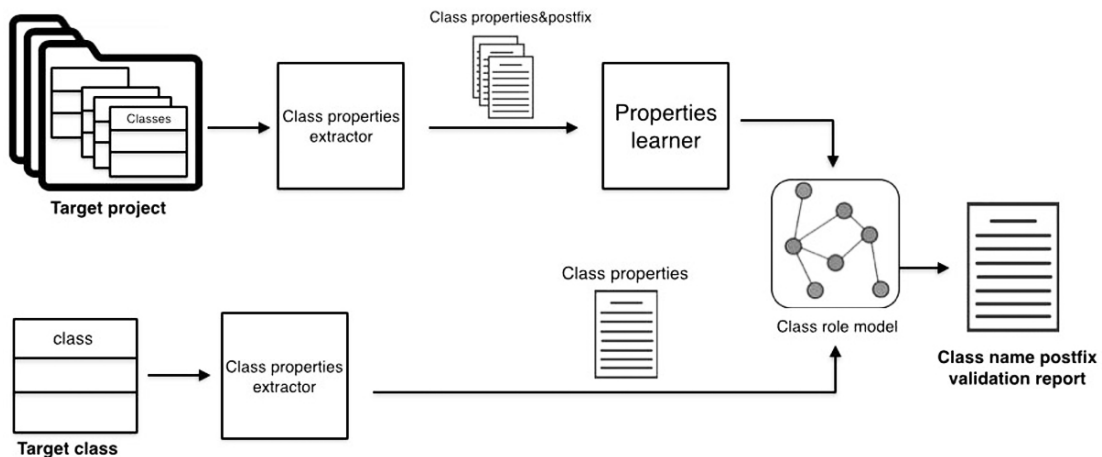 Class properties&postfix
Classes
Class properties
extractor
Properties
learner
Target project
Class properties
Class role model
class
Class properties
extractor
Class name postfix
validation report
Target class